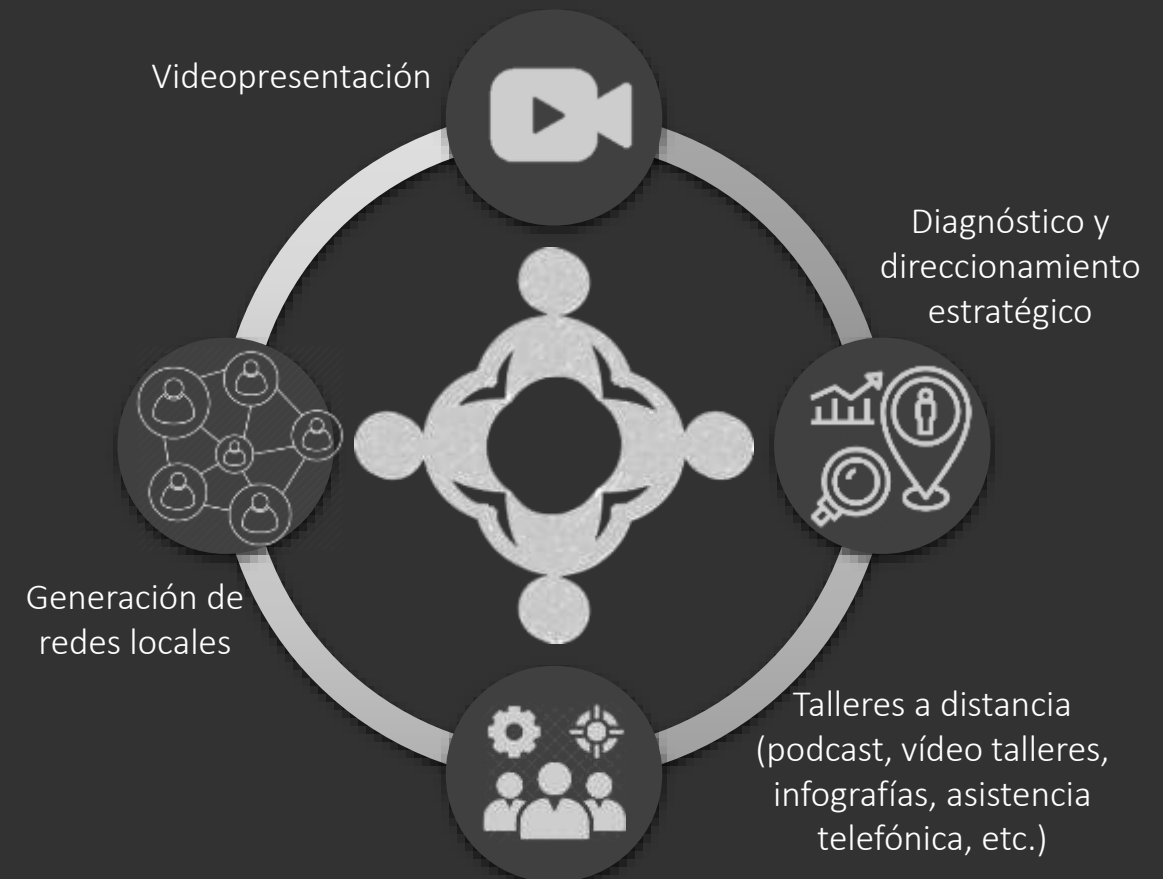 Videopresentación
Diagnóstico y
direccionamiento
estratégico
Generación de
redes locales
Talleres a distancia
(podcast, vídeo talleres,
infografías, asistencia
telefónica, etc.)